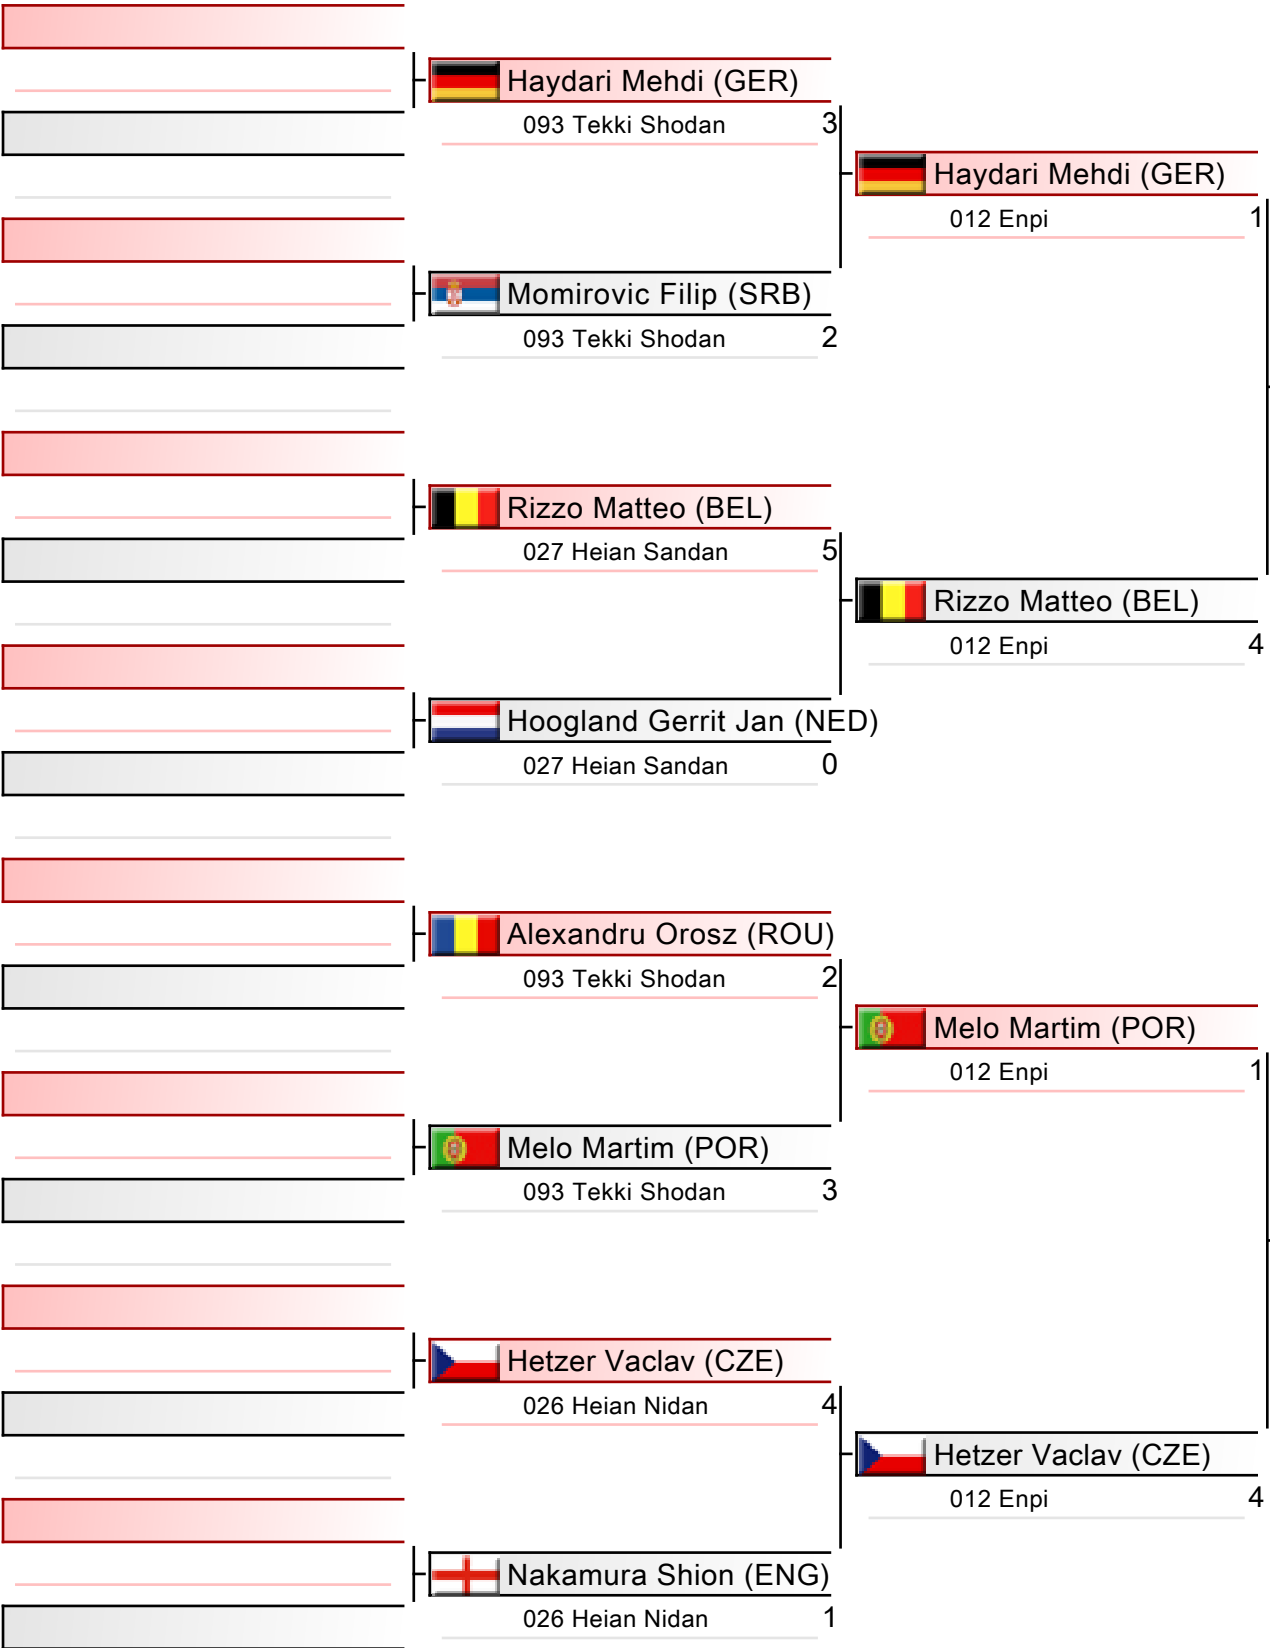 Haydari Mehdi (GER)
093 Tekki Shodan 3
Haydari Mehdi (GER)
012 Enpi 1
Momirovic Filip (SRB)
093 Tekki Shodan 2
Rizzo Matteo (BEL)
027 Heian Sandan 5
Rizzo Matteo (BEL)
012 Enpi 4
Hoogland Gerrit Jan (NED)
027 Heian Sandan 0
Alexandru Orosz (ROU)
093 Tekki Shodan 2
Melo Martim (POR)
012 Enpi 1
Melo Martim (POR)
093 Tekki Shodan 3
Hetzer Vaclav (CZE)
026 Heian Nidan 4
Hetzer Vaclav (CZE)
012 Enpi 4
Nakamura Shion (ENG)
026 Heian Nidan 1